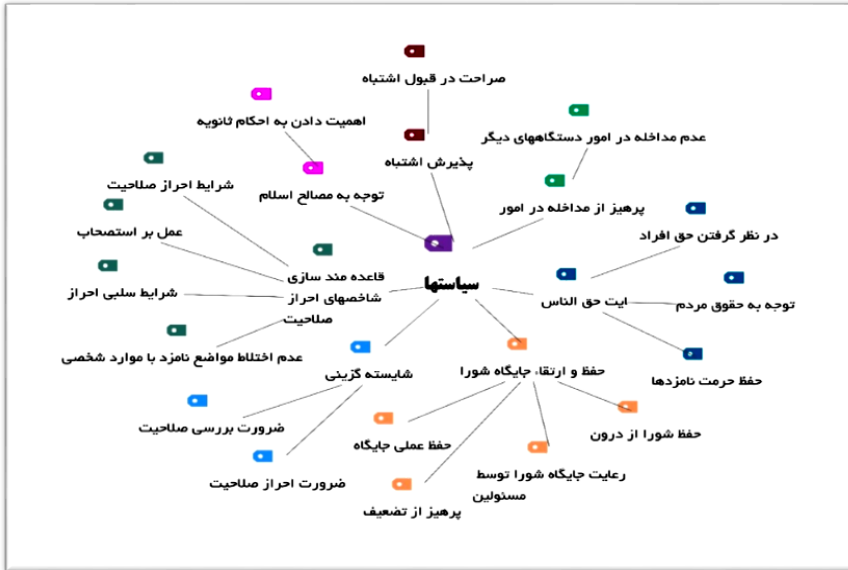 صراحت در قبول اشتباه
اهمیت دادن به احکام ثانویه
عدم مداخله در امور دستگاههای دیگر
پذیرش اشتباه
شرایط احراز صلاحیت
توجه به مصالح اسلام
پرهیز از مداخله در امور
عمل بر استصحاب
در نظر گرفتن حق افراد
قاعده مند سازی
شاخصهای احراز
صلاحیت
سیاستها
شرایط سلبی احراز
ایت حق الناس
توجه به حقوق مردم
عدم اختلاط مواضع نامزد با موارد شخصی
شایسته گزینی
حفظ و ارتقاء جایگاه شورا
حفظ حرمت نامزدها
ضرورت بررسی صلاحیت
حفظ عملی جایگاه
حفظ شورا از درون
ضرورت احراز صلاحیت
رعایت جایگاه شورا توسط
مسئولین
پرهیز از تضعیف